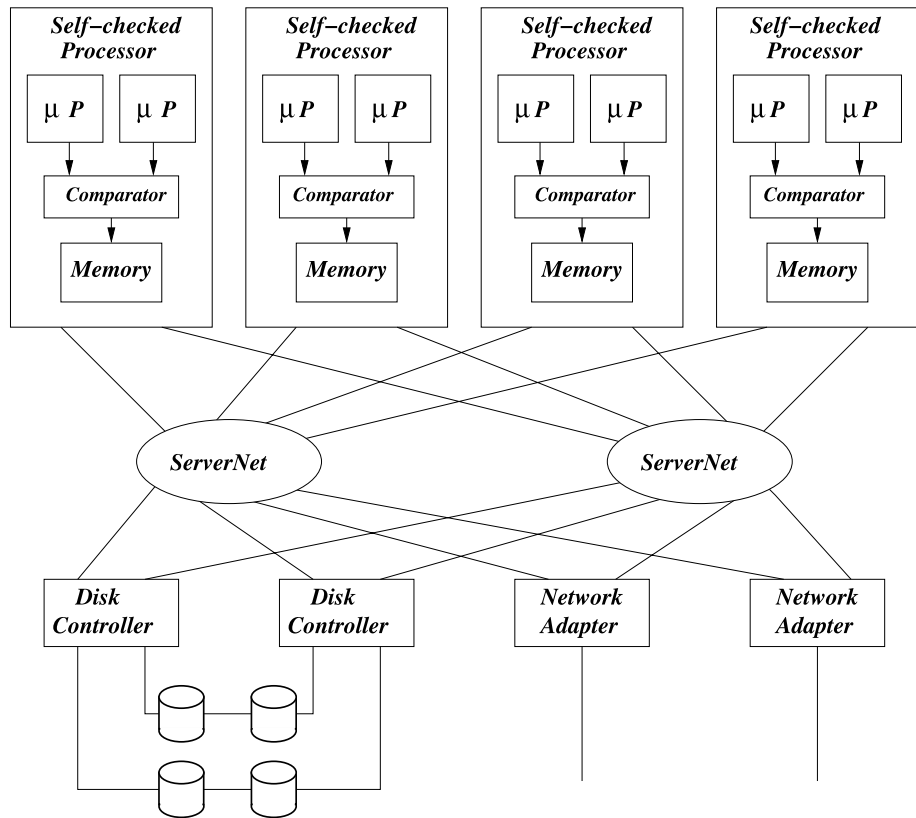 Self-checked
Processor
Self-checked
Processor
Self-checked
Processor
Self-checked
Processor
μ P
μ P
μ P
μ P
μ P
μ P
μ P
μ P
Comparator
Comparator
Comparator
Comparator
Memory
Memory
Memory
Memory
ServerNet
ServerNet
Disk
Controller
Disk
Controller
Network
Adapter
Network
Adapter